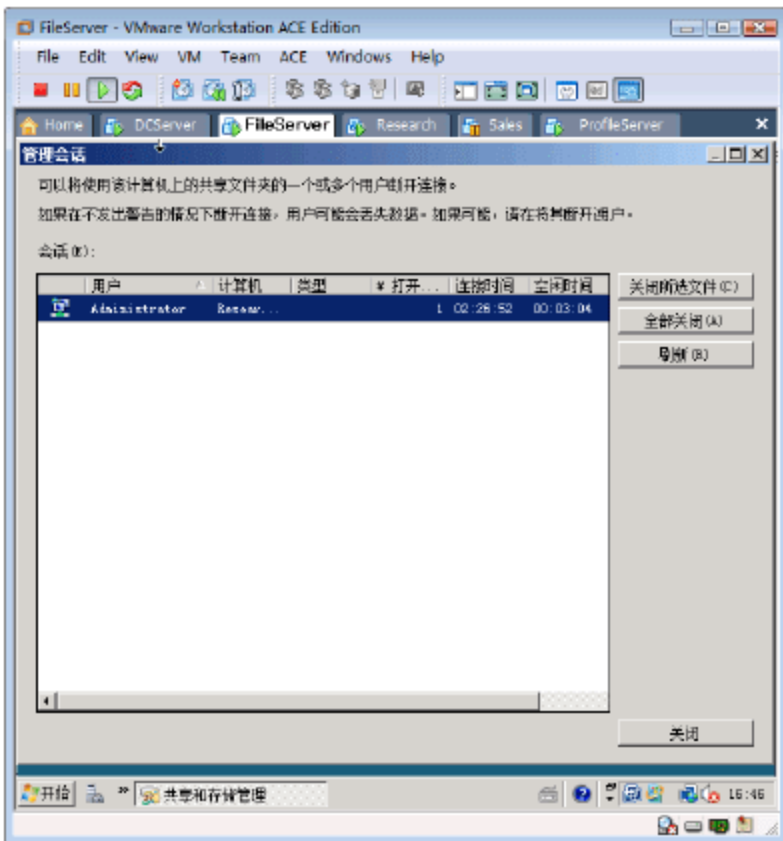 FileServer - VMware Workstation ACE Edition
File Edit View VM Team ACE Windows Help
Home DCServer FileServer Research Sales ProfileServer
管理会话
可以将使用该计算机上的共享文件夹的一个或多个用户断开连接。
如果在不发出警告的情况下断开连接，用户可能会丢失数据。如果可能，请在将其断开通户。
会话(E):
用户 计算机 类型 # 打开... 连接时间 空闲时间
Administrator Resear... 1 02:26:52 00:03:04
关闭所选文件(C)
全部关闭(A)
刷新(R)
关闭
开始 » 共享和存储管理 16:46